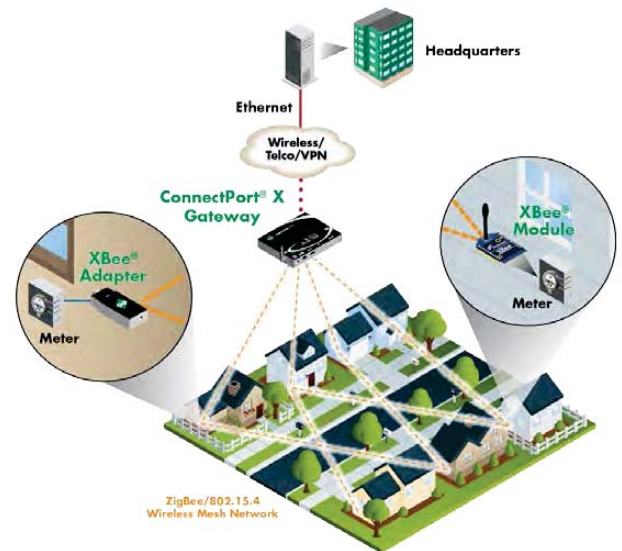 Headquarters
Ethernet
Wireless/
Telco/VPN
ConnectPort® X
Gateway
XBee®
Adapter
Meter
XBee®
Module
Meter
ZigBee/802.15.4
Wireless Mesh Network